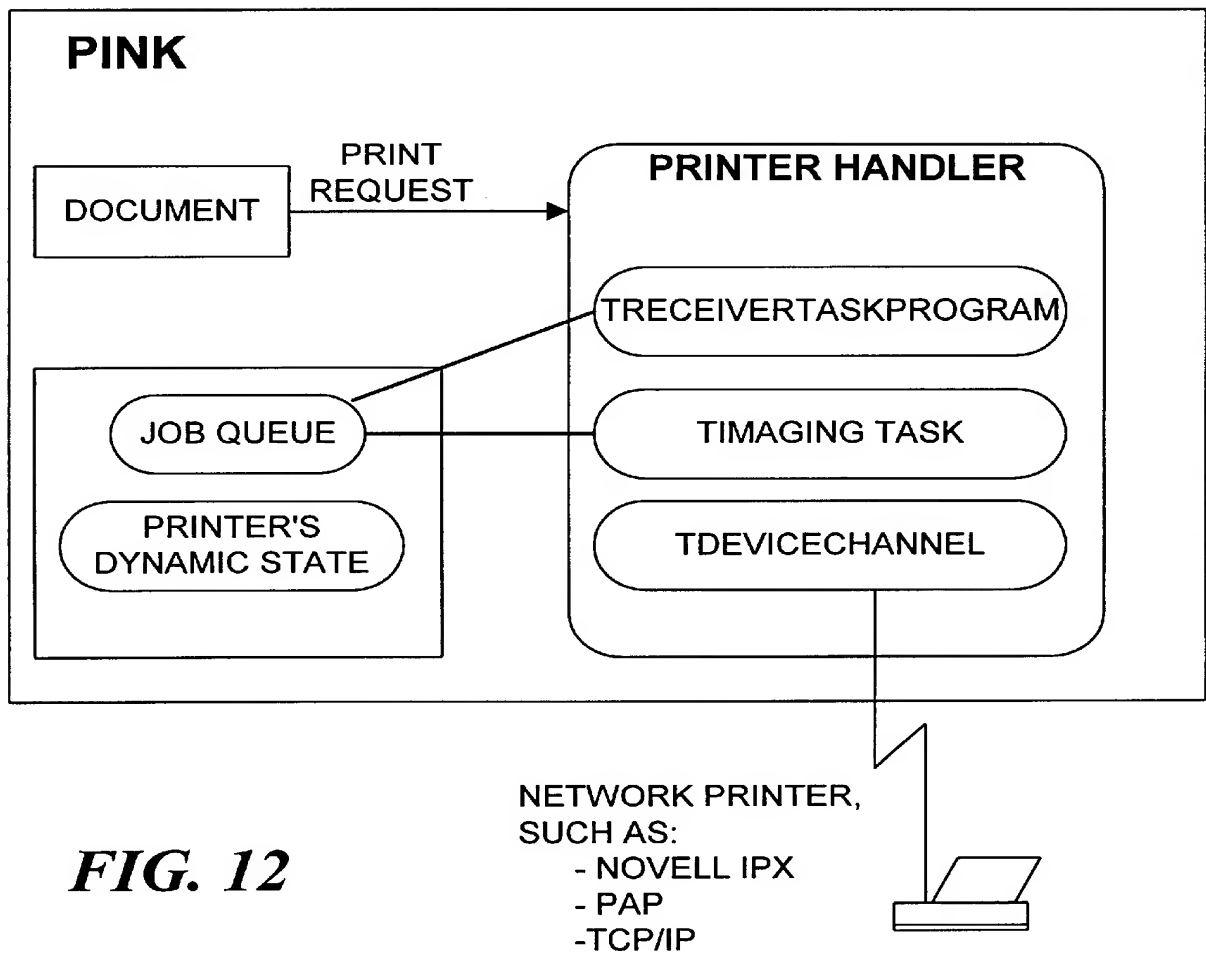 PINK
PRINT
REQUEST
DOCUMENT
PRINTER HANDLER
TRECEIVERTASKPROGRAM
JOB QUEUE
TIMAGING TASK
PRINTER'S
DYNAMIC STATE
TDEVICECHANNEL
NETWORK PRINTER,
SUCH AS:
- NOVELL IPX
- PAP
-TCP/IP
FIG. 12